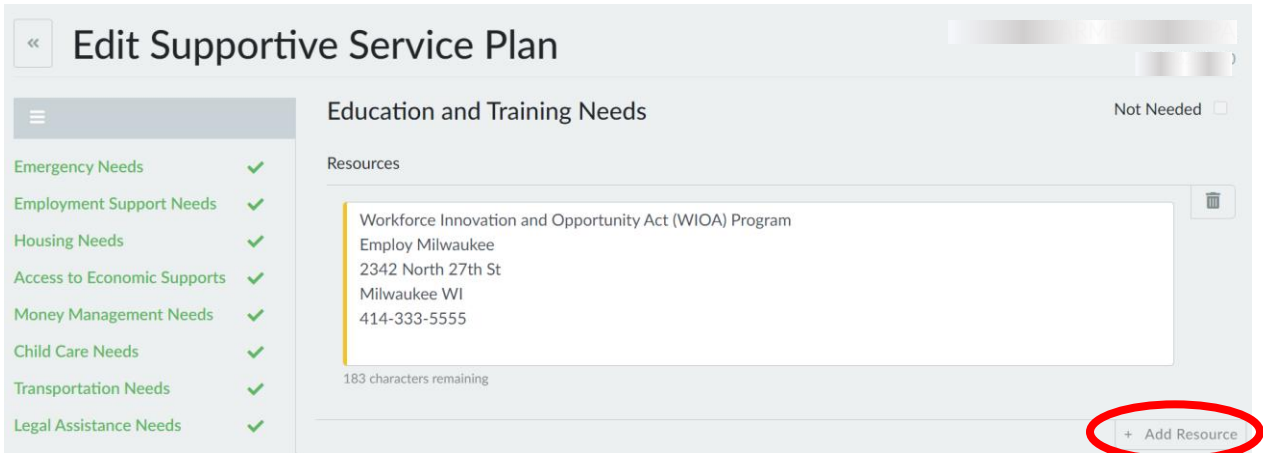 « Edit Supportive Service Plan
Emergency Needs
Employment Support Needs
Housing Needs
Access to Economic Supports
Money Management Needs
Child Care Needs
Transportation Needs
Legal Assistance Needs
Education and Training Needs
Not Needed
Resources
Workforce Innovation and Opportunity Act (WIOA) Program
Employ Milwaukee
2342 North 27th St
Milwaukee WI
414-333-5555
183 characters remaining
+ Add Resource